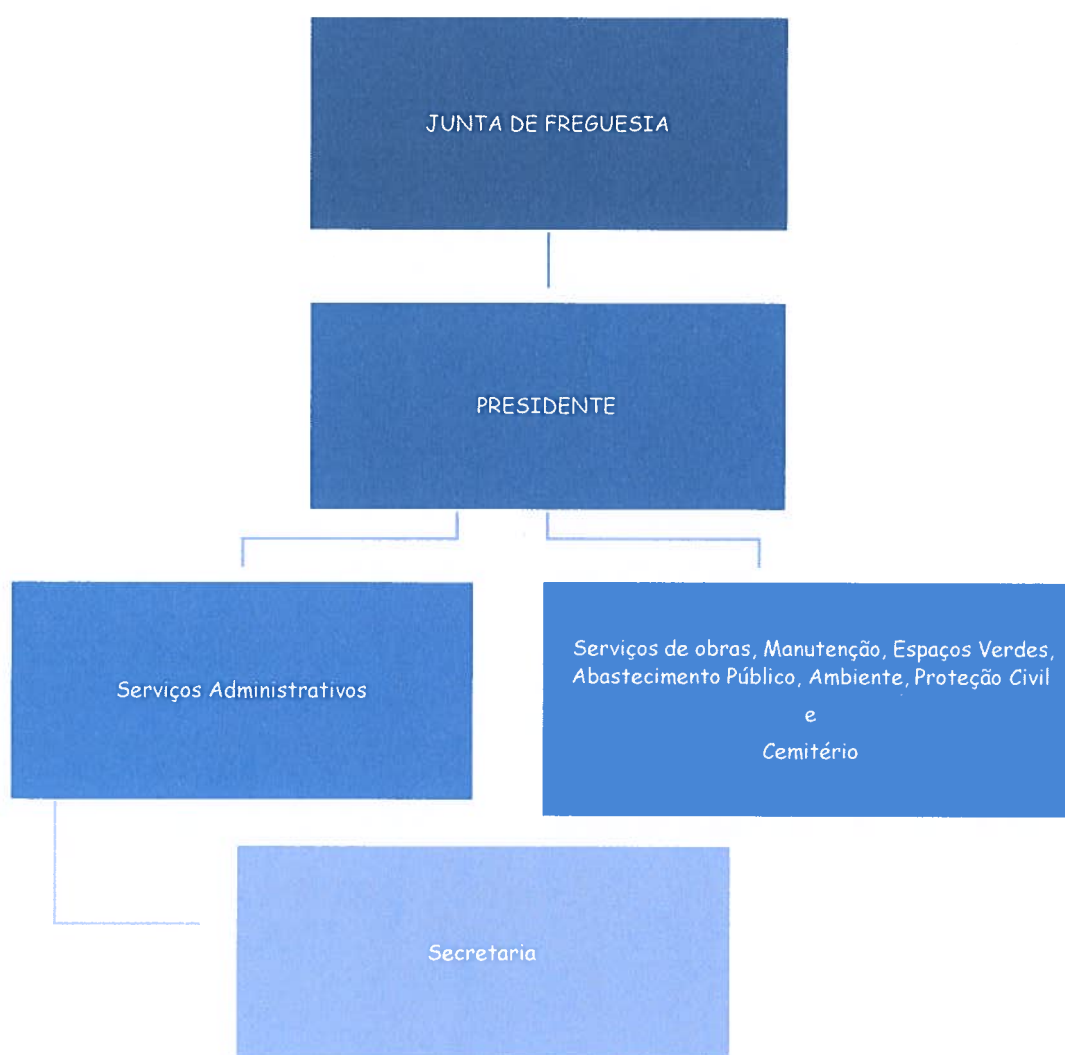 JUNTA DE FREGUESIA
PRESIDENTE
Serviços Administrativos
Serviços de obras, Manutenção, Espaços Verdes,
Abastecimento Público, Ambiente, Proteção Civil
e
Cemitério
Secretaria